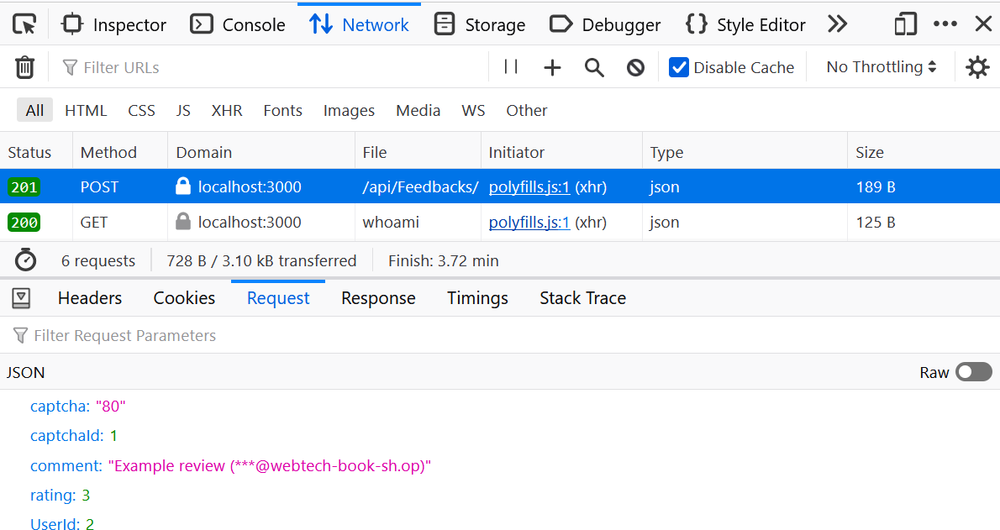 Inspector Console Network Storage Debugger {} Style Editor
Filter URLs Disable Cache No Throttling
All HTML CSS JS XHR Fonts Images Media WS Other
Status Method Domain File Initiator Type Size
201 POST localhost:3000 /api/Feedbacks/ polyfills.js:1 (xhr) json 189 B
200 GET localhost:3000 whoami polyfills.js:1 (xhr) json 125 B
6 requests 728 B / 3.10 kB transferred Finish: 3.72 min
Headers Cookies Request Response Timings Stack Trace
Filter Request Parameters
JSON Raw
captcha: "80"
captchaId: 1
comment: "Example review (***@webtech-book-sh.op)"
rating: 3
UserId: 2